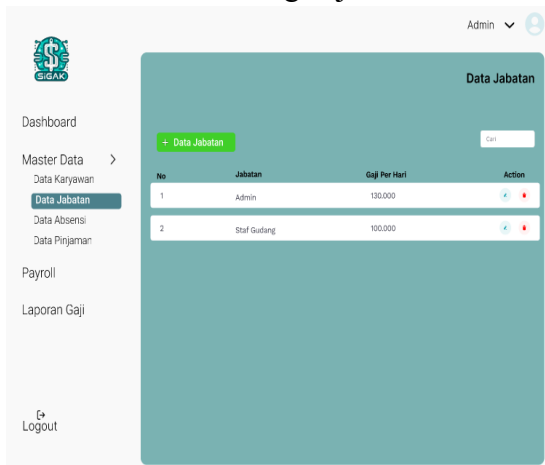 Admin
SiGAK
Data Jabatan
Dashboard
Master Data >
Data Karyawan
Data Jabatan
Data Absensi
Data Pinjaman
Payroll
Laporan Gaji
Logout
+ Data Jabatan
Cari
No Jabatan Gaji Per Hari Action
1 Admin 130.000
2 Staf Gudang 100.000